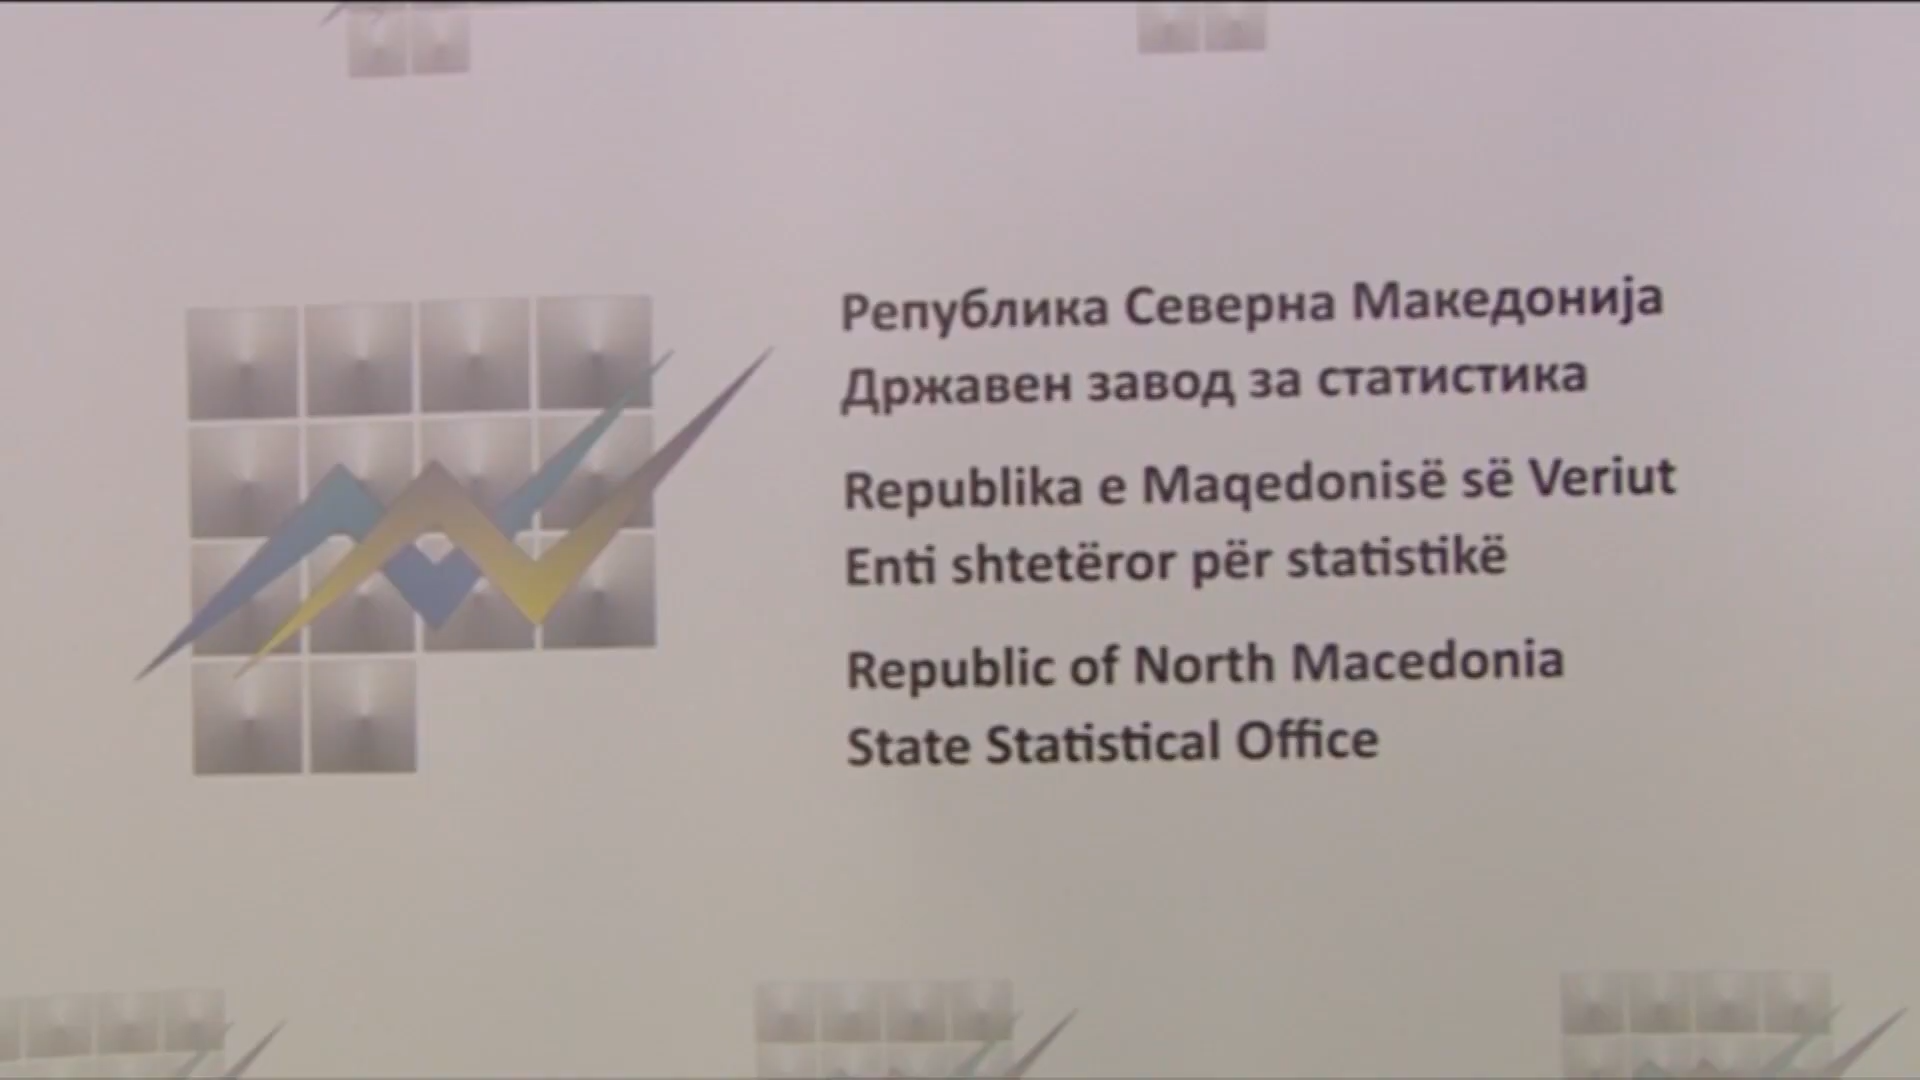 Република Северна Македонија
Државен завод за статистика
Republika e Maqedonisë së Veriut
Enti shtetëror për statistikë
Republic of North Macedonia
State Statistical Office